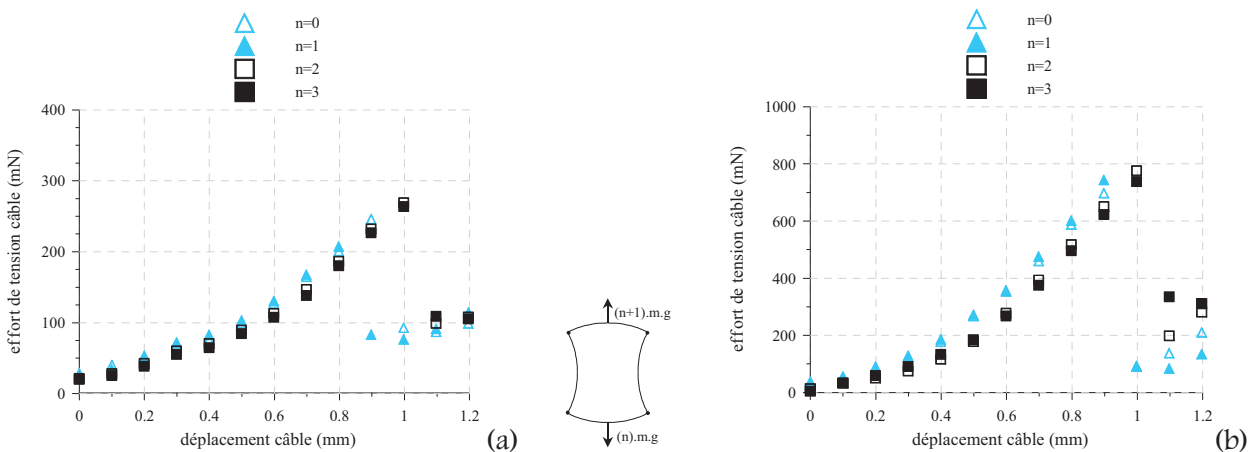 n=0
n=1
n=2
n=3
400
300
200
100
0
effort de tension câble (mN)
0
0.2
0.4
0.6
0.8
1
1.2
déplacement câble (mm)
(a)
(n+1).m.g
(n).m.g
n=0
n=1
n=2
n=3
1000
800
600
400
200
0
effort de tension câble (mN)
0
0.2
0.4
0.6
0.8
1
1.2
déplacement câble (mm)
(b)